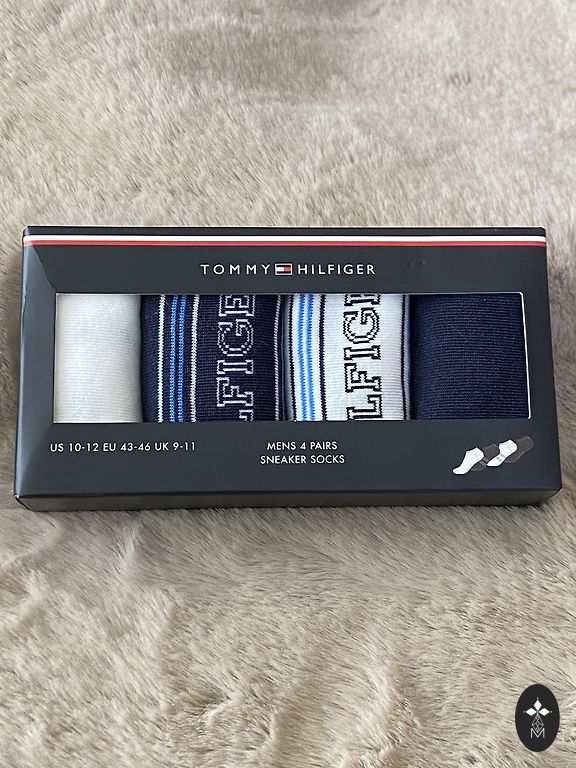 TOMMY HILFIGER
LFIGE
LFIGE
US 10-12 EU 43-46 UK 9-11
MENS 4 PAIRS
SNEAKER SOCKS
M